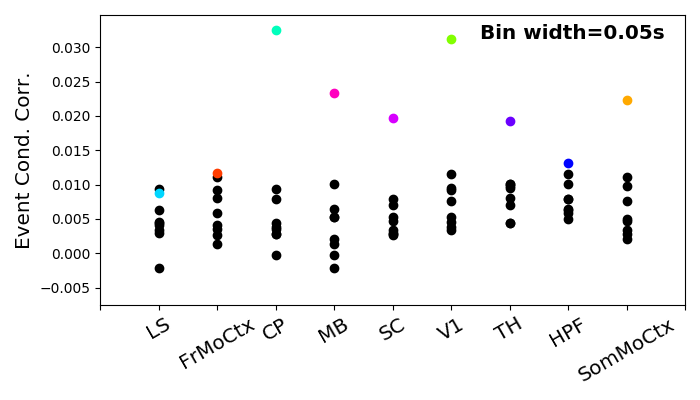 Bin width=0.05s
Event Cond. Corr.
0.030
0.025
0.020
0.015
0.010
0.005
0.000
−0.005
LS
FrMoCtx
CP
MB
SC
V1
TH
HPF
SomMoCtx